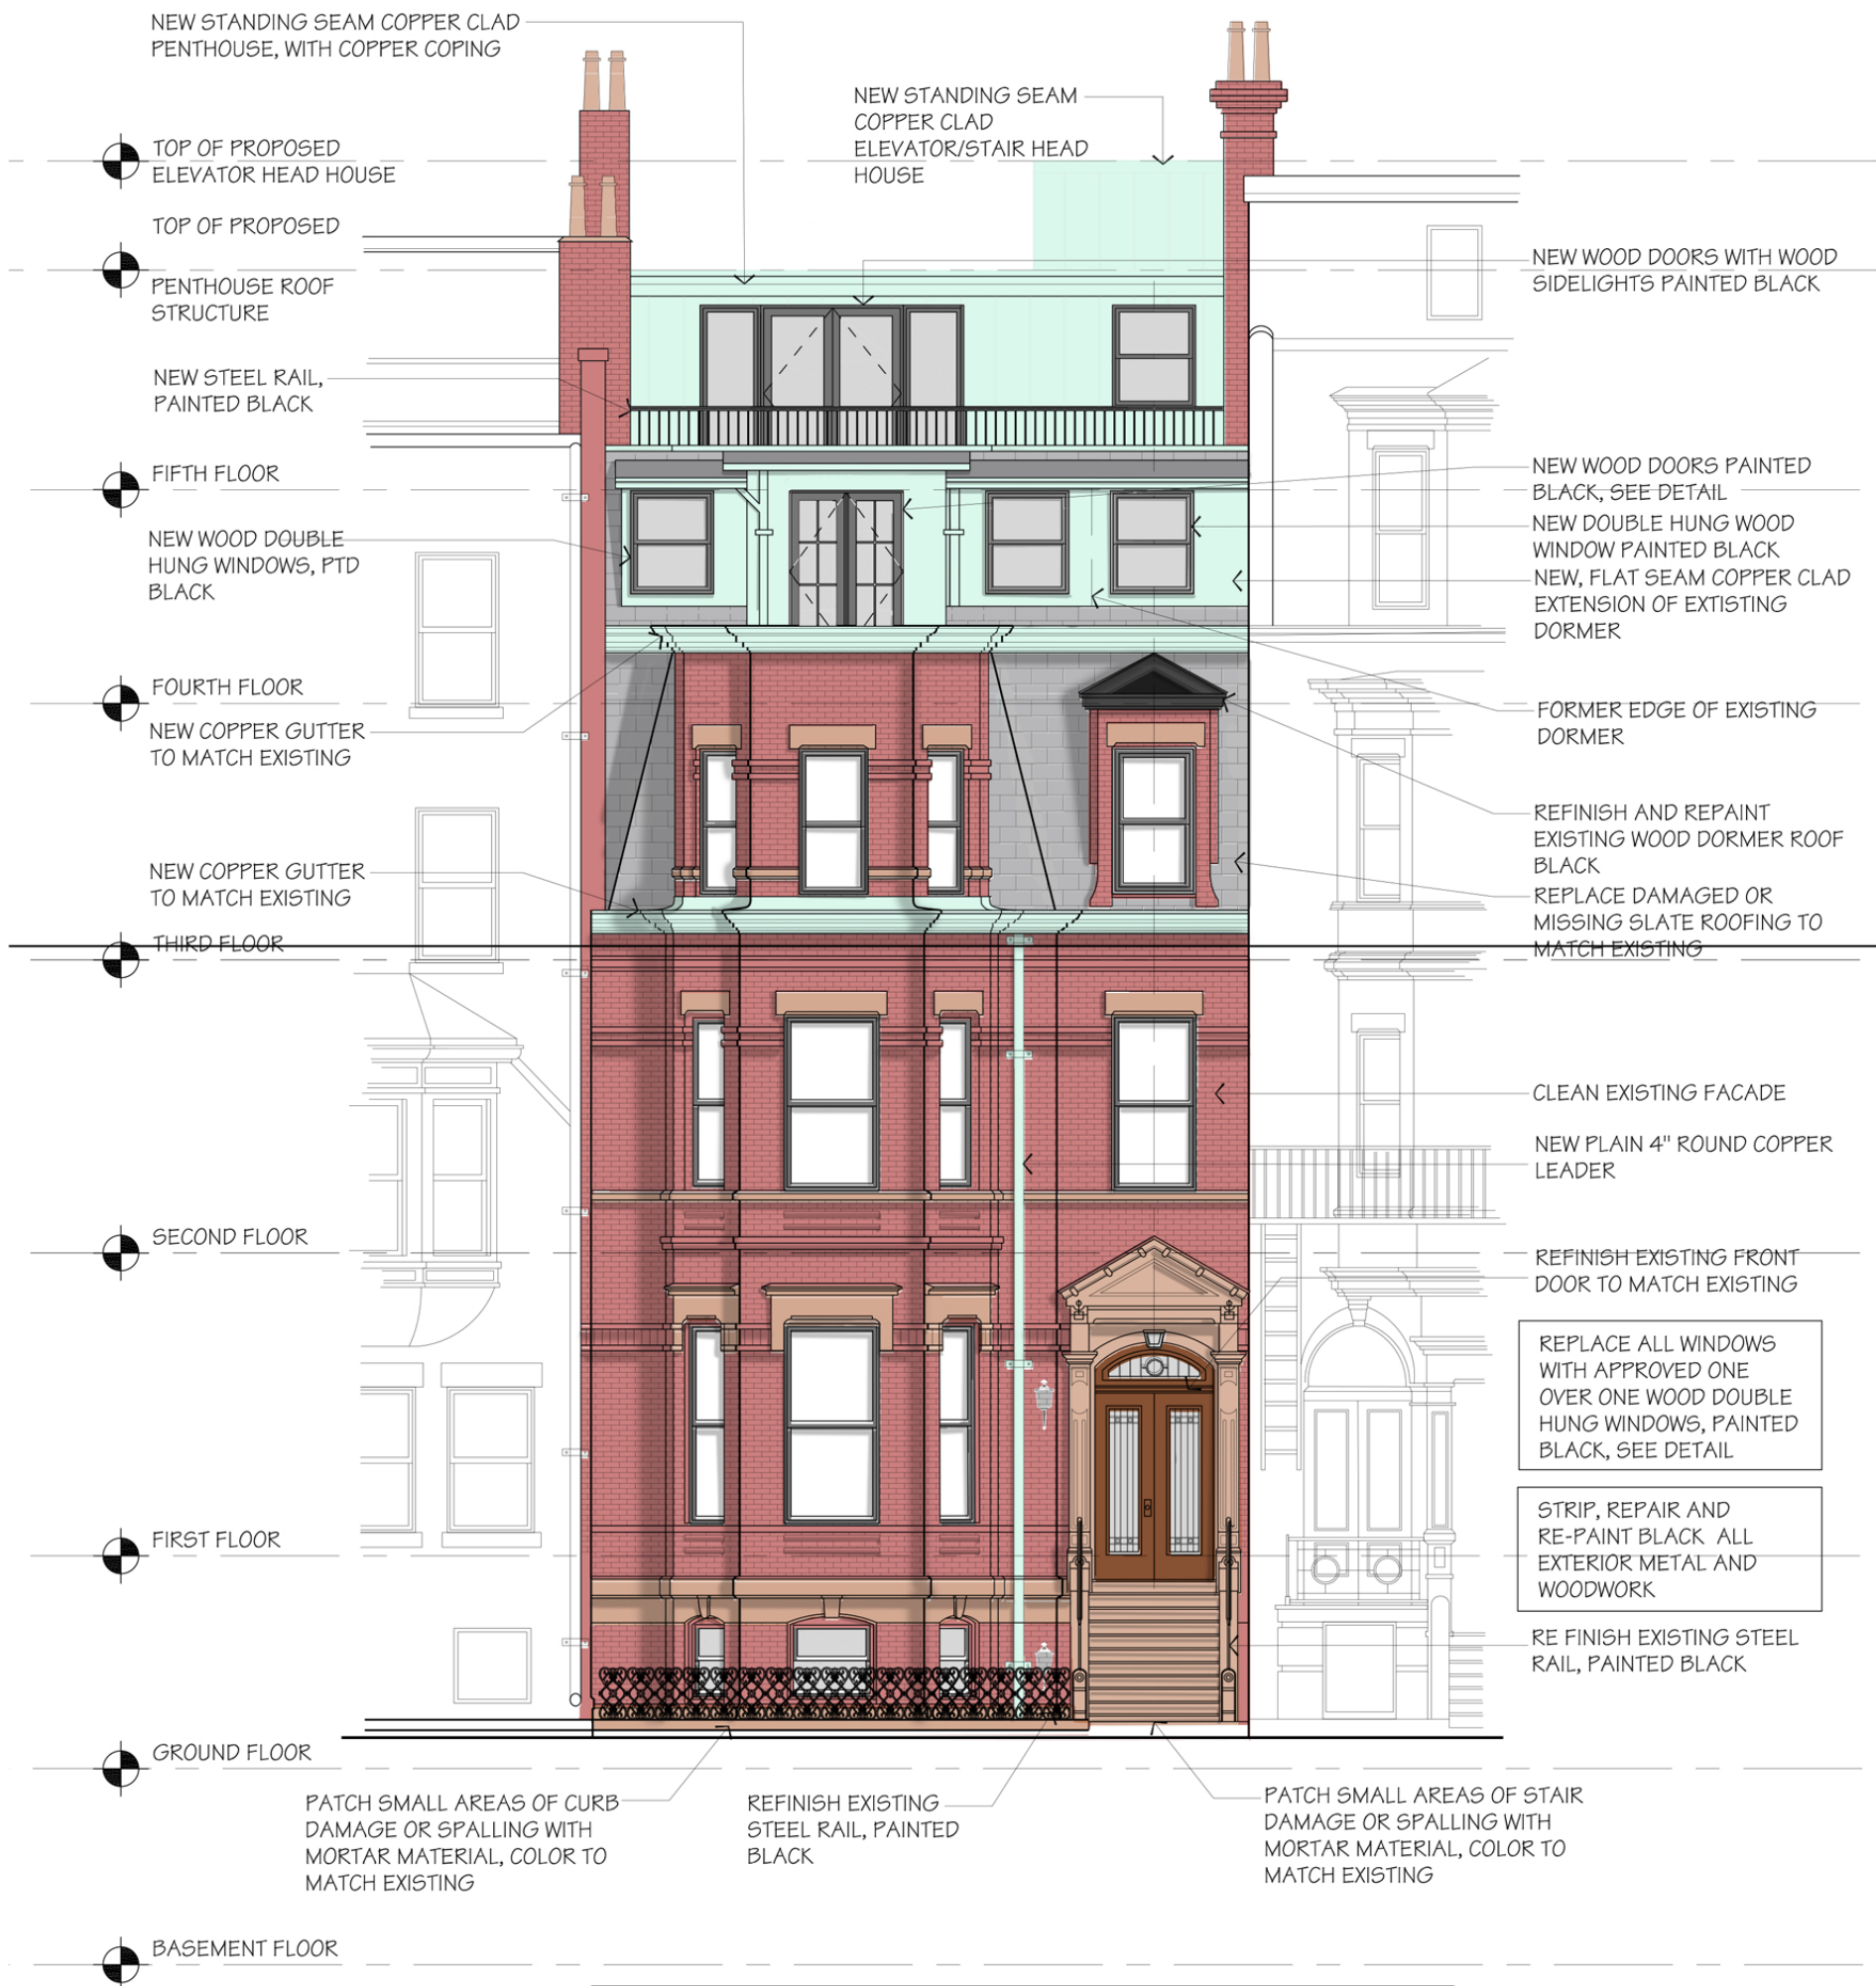 NEW STANDING SEAM COPPER CLAD
PENTHOUSE, WITH COPPER COPING
NEW STANDING SEAM
COPPER CLAD
ELEVATOR/STAIR HEAD
HOUSE
TOP OF PROPOSED
ELEVATOR HEAD HOUSE
TOP OF PROPOSED
PENTHOUSE ROOF
STRUCTURE
NEW WOOD DOORS WITH WOOD
SIDELIGHTS PAINTED BLACK
NEW STEEL RAIL,
PAINTED BLACK
FIFTH FLOOR
NEW WOOD DOORS PAINTED
BLACK, SEE DETAIL
NEW WOOD DOUBLE
HUNG WINDOWS, PTD
BLACK
NEW DOUBLE HUNG WOOD
WINDOW PAINTED BLACK
NEW, FLAT SEAM COPPER CLAD
EXTENSION OF EXTISTING
DORMER
FOURTH FLOOR
NEW COPPER GUTTER
TO MATCH EXISTING
FORMER EDGE OF EXISTING
DORMER
REFINISH AND REPAINT
EXISTING WOOD DORMER ROOF
BLACK
NEW COPPER GUTTER
TO MATCH EXISTING
REPLACE DAMAGED OR
MISSING SLATE ROOFING TO
MATCH EXISTING
THIRD FLOOR
CLEAN EXISTING FACADE
NEW PLAIN 4" ROUND COPPER
LEADER
SECOND FLOOR
REFINISH EXISTING FRONT
DOOR TO MATCH EXISTING
REPLACE ALL WINDOWS
WITH APPROVED ONE
OVER ONE WOOD DOUBLE
HUNG WINDOWS, PAINTED
BLACK, SEE DETAIL
STRIP, REPAIR AND
RE-PAINT BLACK ALL
EXTERIOR METAL AND
WOODWORK
FIRST FLOOR
RE FINISH EXISTING STEEL
RAIL, PAINTED BLACK
GROUND FLOOR
PATCH SMALL AREAS OF CURB
DAMAGE OR SPALLING WITH
MORTAR MATERIAL, COLOR TO
MATCH EXISTING
REFINISH EXISTING
STEEL RAIL, PAINTED
BLACK
PATCH SMALL AREAS OF STAIR
DAMAGE OR SPALLING WITH
MORTAR MATERIAL, COLOR TO
MATCH EXISTING
BASEMENT FLOOR